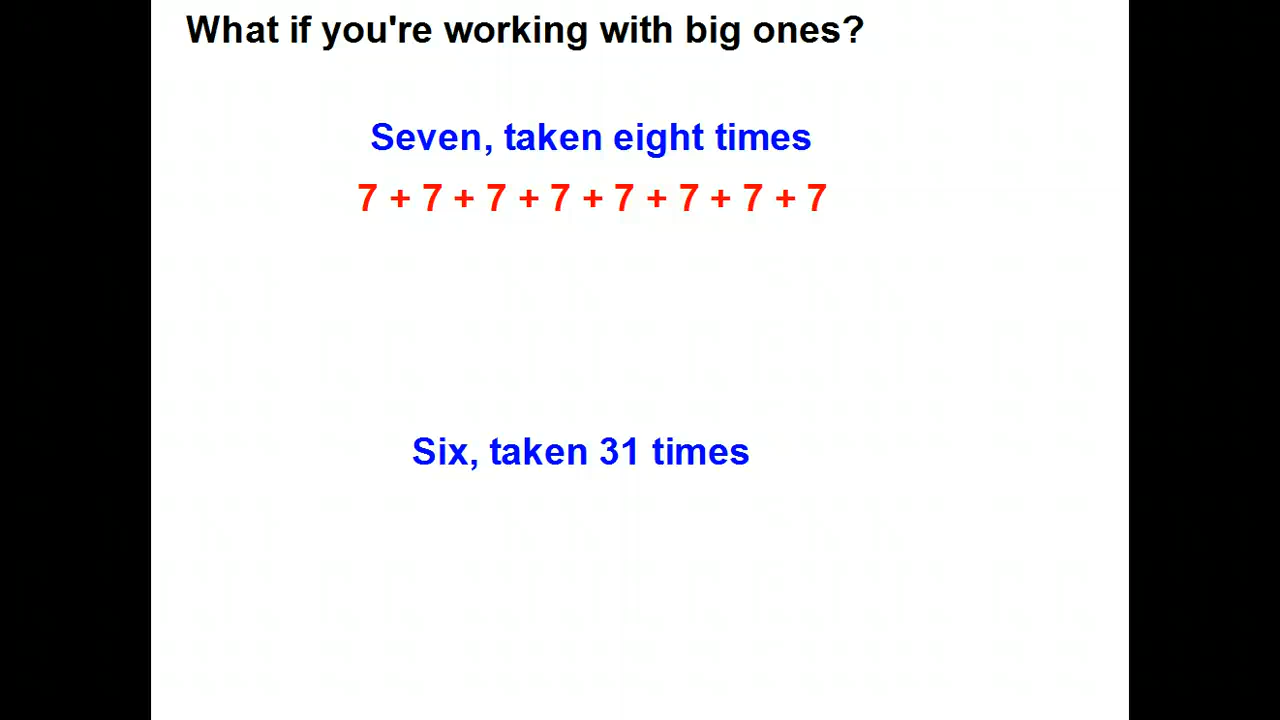 What if you're working with big ones?
Seven, taken eight times
7 + 7 + 7 + 7 + 7 + 7 + 7 + 7
Six, taken 31 times